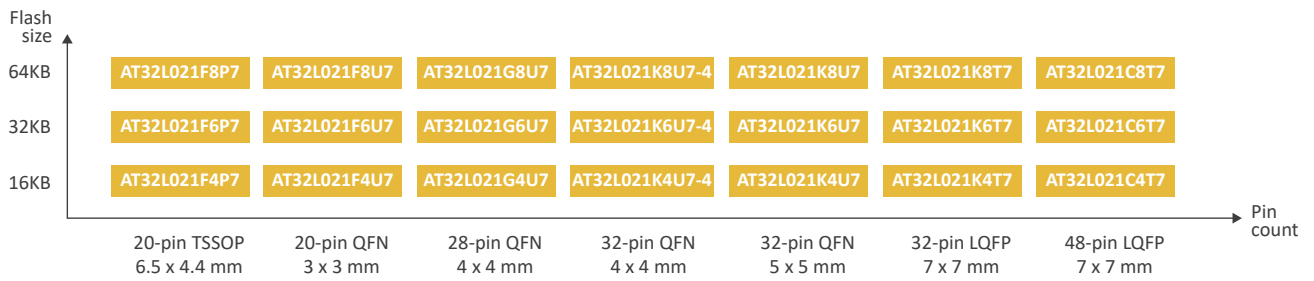 Flash
size
64KB AT32L021F8P7 AT32L021F8U7 AT32L021G8U7 AT32L021K8U7-4 AT32L021K8U7 AT32L021K8T7 AT32L021C8T7
32KB AT32L021F6P7 AT32L021F6U7 AT32L021G6U7 AT32L021K6U7-4 AT32L021K6U7 AT32L021K6T7 AT32L021C6T7
16KB AT32L021F4P7 AT32L021F4U7 AT32L021G4U7 AT32L021K4U7-4 AT32L021K4U7 AT32L021K4T7 AT32L021C4T7
Pin
count
20-pin TSSOP 20-pin QFN 28-pin QFN 32-pin QFN 32-pin QFN 32-pin LQFP 48-pin LQFP
6.5 x 4.4 mm 3 x 3 mm 4 x 4 mm 4 x 4 mm 5 x 5 mm 7 x 7 mm 7 x 7 mm